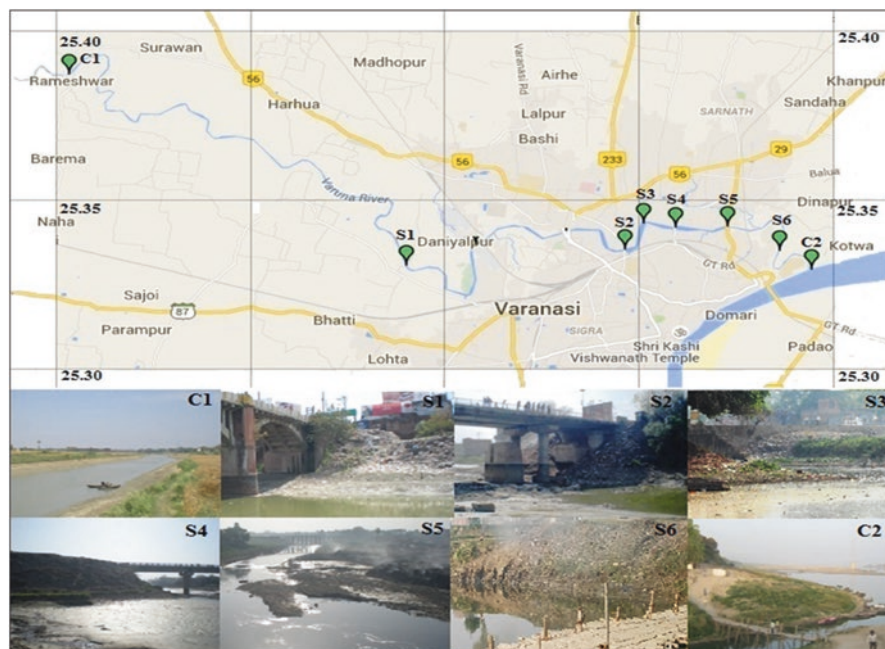 25.40
25.40
C1
Rameshwar
Surawan
Madhopur
Varanasi Rd
Airhe
Khanpur
56
Harhua
Lalpur
Bashi
SARNATH
Sandaha
Barema
56
233
56
29
Balua
Varuna River
25.35
25.35
Naha
S1
Daniyalpur
S2
S3
S4
S5
S6
Dinapur
C2
Kotwa
GT Rd
Sajoi
87
Parampur
Bhatti
Varanasi
SIGRA
Domari
GT Rd
Lohta
Shri Kashi
Vishwanath Temple
Padao
25.30
25.30
C1
S1
S2
S3
S4
S5
S6
C2